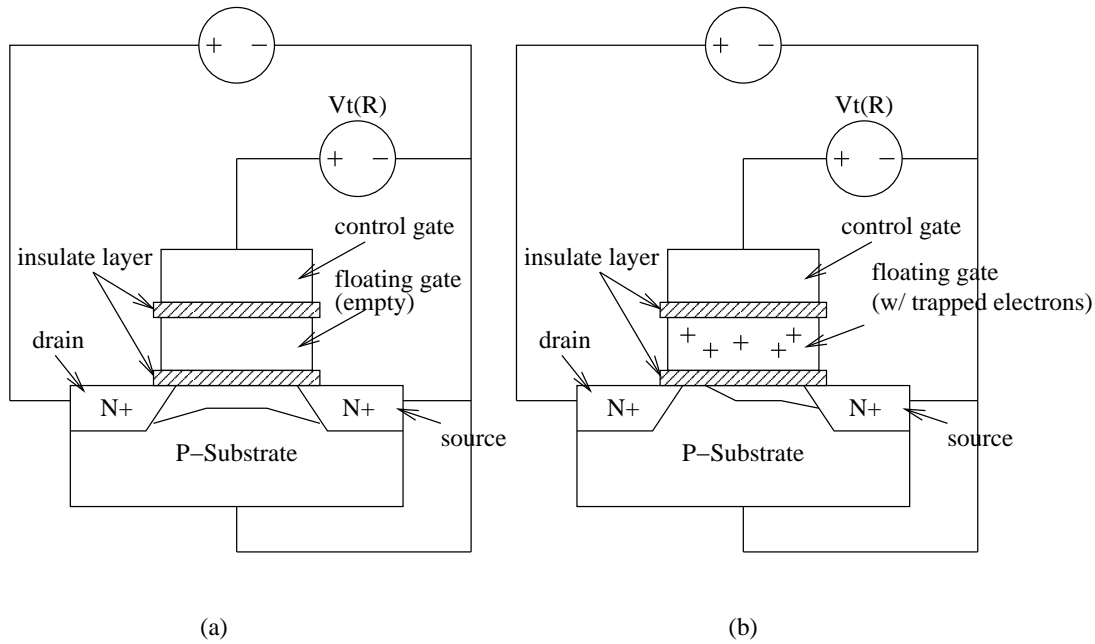 + −
Vt(R)
+ −
control gate
insulate layer
floating gate
(empty)
drain
N+
N+
source
P−Substrate
(a)
+ −
Vt(R)
+ −
control gate
insulate layer
floating gate
(w/ trapped electrons)
+ + + + +
drain
N+
N+
source
P−Substrate
(b)